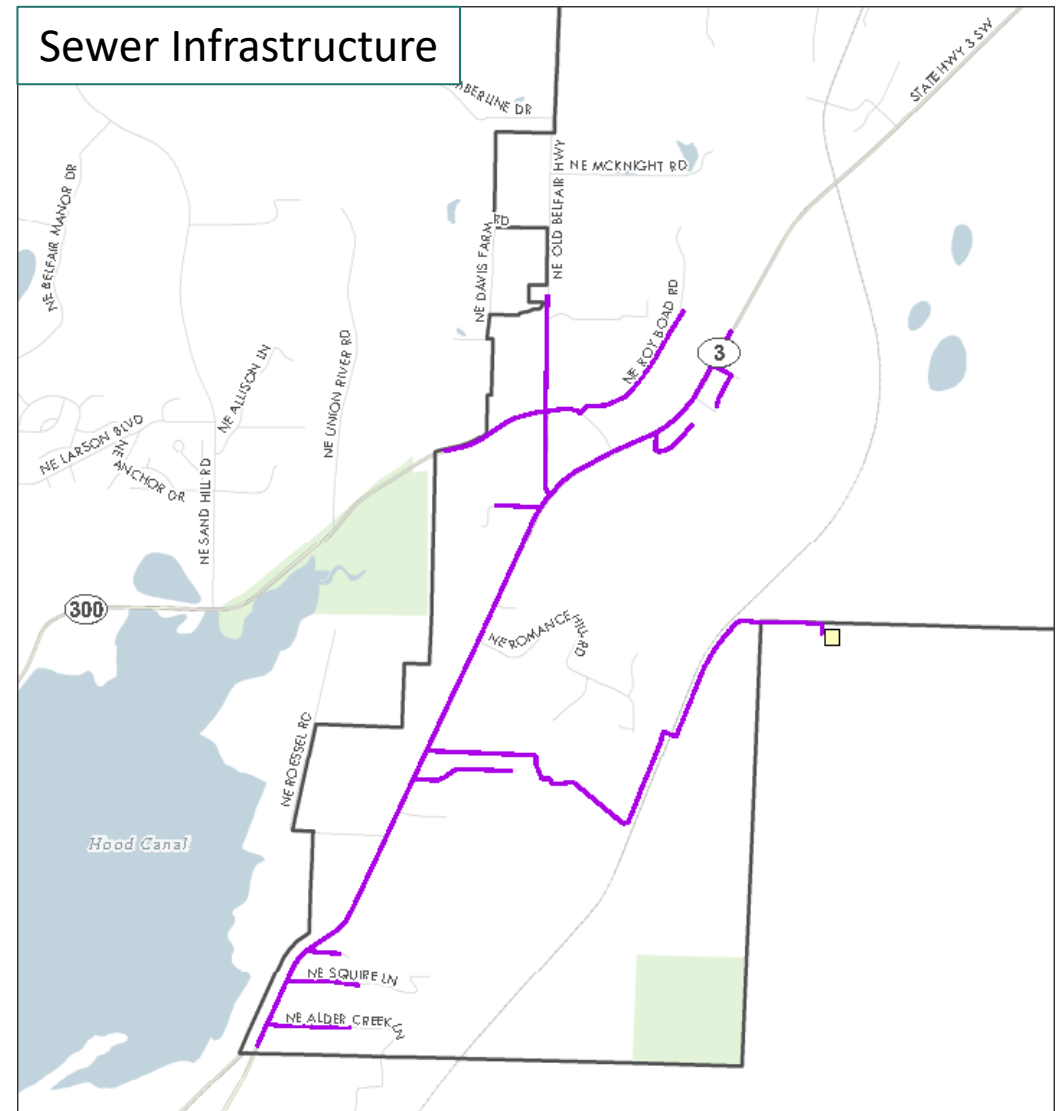 Sewer Infrastructure
STATE HWY 3 SW
NE MCKNIGHT RD
NE OLD BELFAIR HWY
NE BELFAIR MANOR DR
NE DAVIS FARM RD
NE ROY BOAD RD
3
NE UNION RIVER RD
NE ALLISON LN
NE LARSON BLVD
NE ANCHOR DR
NE SAND HILL RD
300
NE ROMANCE HILL RD
NE ROESSEL RD
Hood Canal
NE SQUIRE LN
NE ALDER CREEK LN